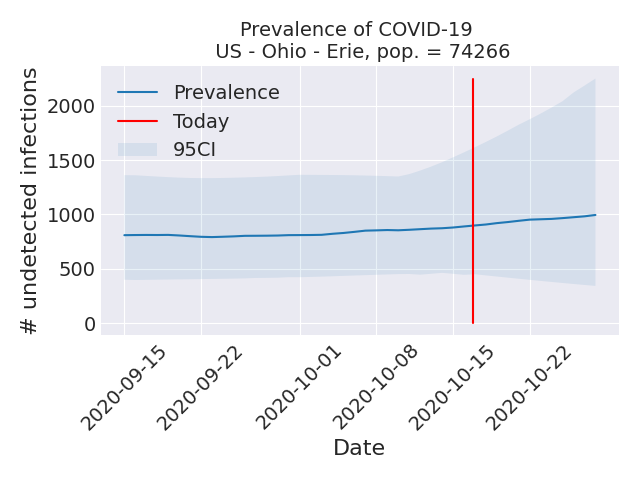 Prevalence of COVID-19
US - Ohio - Erie, pop. = 74266
# undetected infections
2000
1500
1000
500
0
Prevalence
Today
95CI
2020-09-15
2020-09-22
2020-10-01
2020-10-08
2020-10-15
2020-10-22
Date